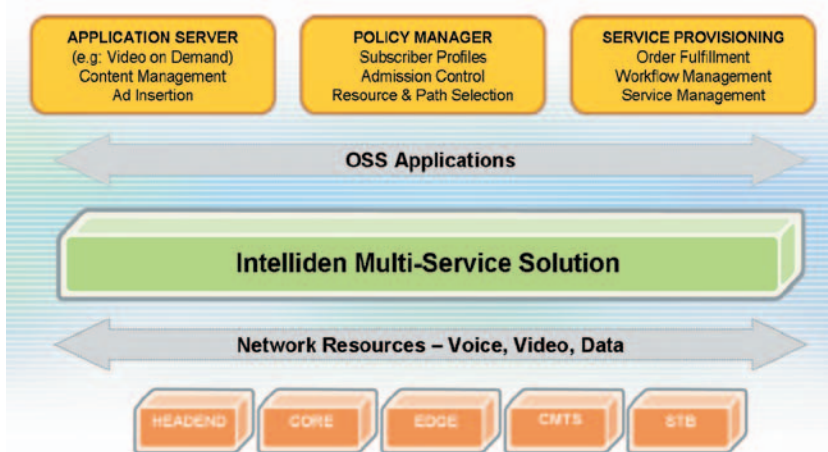 APPLICATION SERVER
(e.g: Video on Demand)
Content Management
Ad Insertion
POLICY MANAGER
Subscriber Profiles
Admission Control
Resource & Path Selection
SERVICE PROVISIONING
Order Fulfillment
Workflow Management
Service Management
OSS Applications
Intelliden Multi-Service Solution
Network Resources – Voice, Video, Data
HEADEND
CORE
EDGE
CMTS
STB